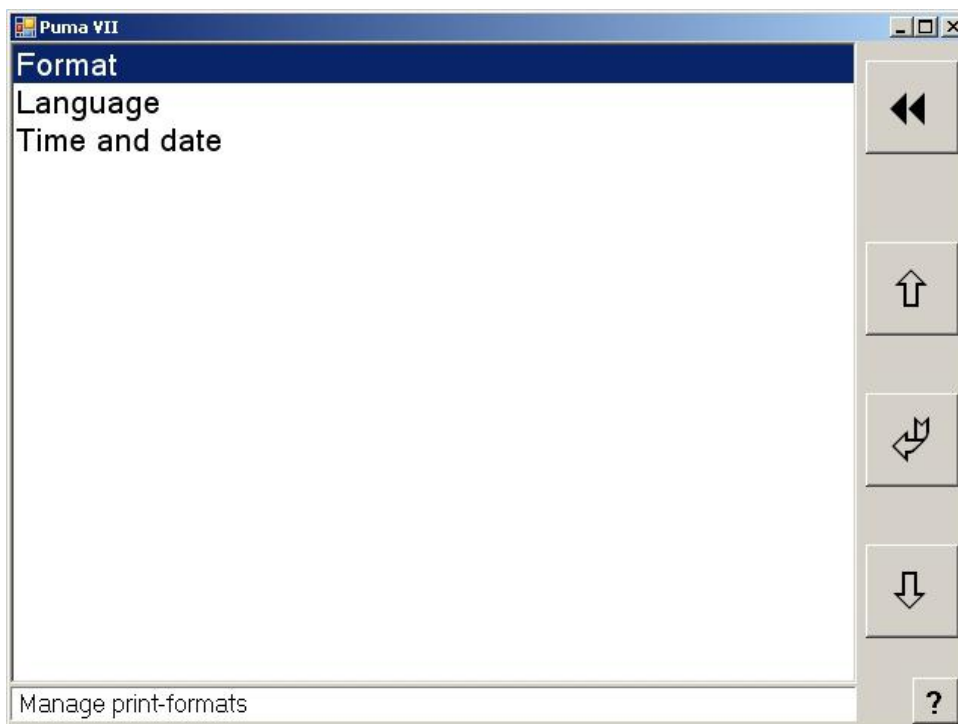 Puma VII
Format
Language
Time and date
Manage print-formats
?